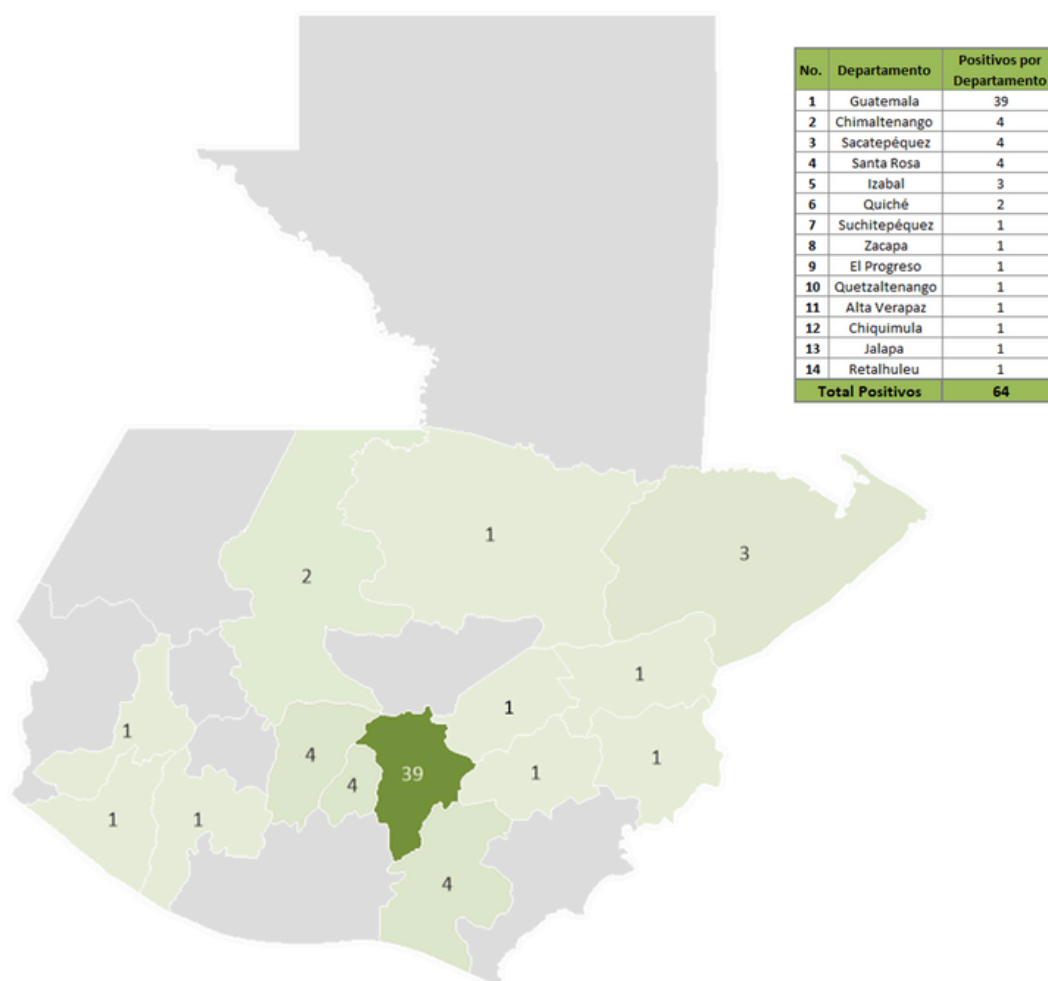 No. Departamento Positivos por Departamento
1 Guatemala 39
2 Chimaltenango 4
3 Sacatepéquez 4
4 Santa Rosa 4
5 Izabal 3
6 Quiché 2
7 Suchitepéquez 1
8 Zacapa 1
9 El Progreso 1
10 Quetzaltenango 1
11 Alta Verapaz 1
12 Chiquimula 1
13 Jalapa 1
14 Retalhuleu 1
Total Positivos 64
1
3
2
1
1
1
4
39
1
1
4
1
1
4